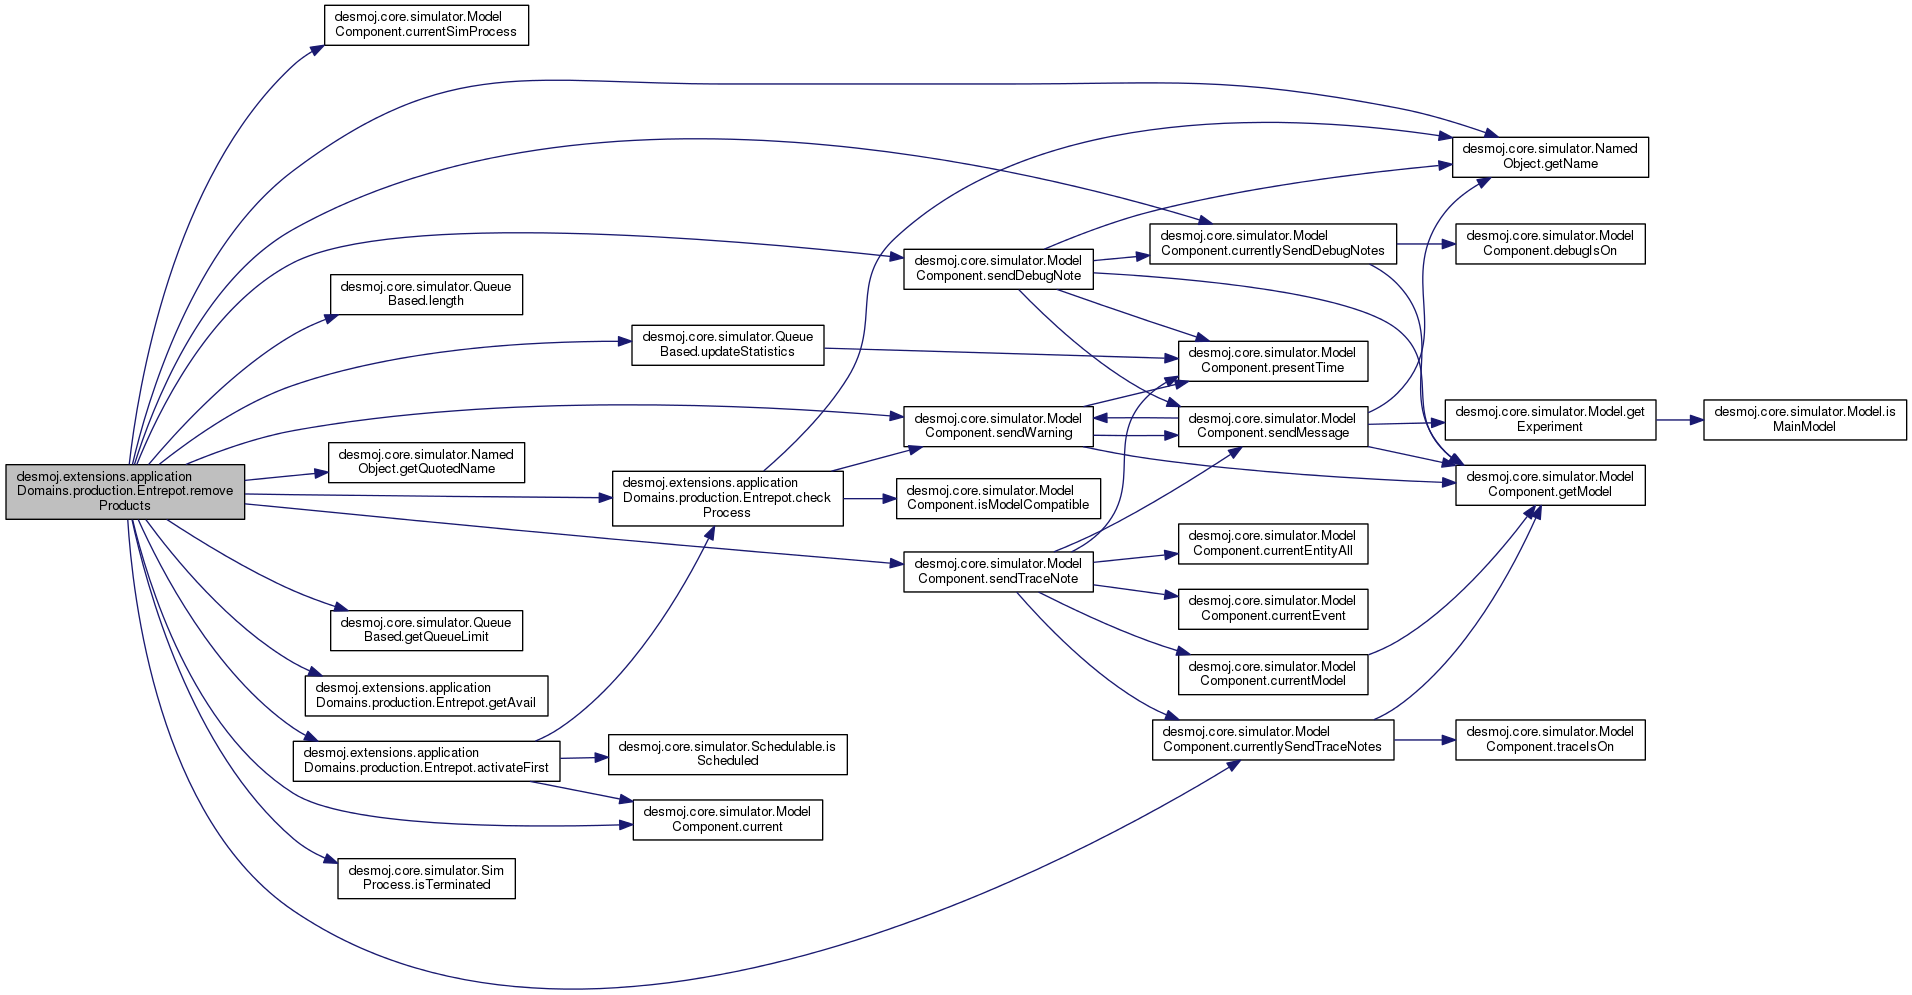 desmoj.core.simulator.Model
Component.currentSimProcess
desmoj.core.simulator.Named
Object.getName
desmoj.core.simulator.Model
Component.currentlySendDebugNotes
desmoj.core.simulator.Model
Component.debugIsOn
desmoj.core.simulator.Model
Component.sendDebugNote
desmoj.core.simulator.Queue
Based.length
desmoj.core.simulator.Queue
Based.updateStatistics
desmoj.core.simulator.Model
Component.presentTime
desmoj.core.simulator.Model
Component.sendWarning
desmoj.core.simulator.Model
Component.sendMessage
desmoj.core.simulator.Model.get
Experiment
desmoj.core.simulator.Model.is
MainModel
desmoj.core.simulator.Named
Object.getQuotedName
desmoj.extensions.application
Domains.production.Entrepot.remove
Products
desmoj.extensions.application
Domains.production.Entrepot.check
Process
desmoj.core.simulator.Model
Component.isModelCompatible
desmoj.core.simulator.Model
Component.getModel
desmoj.core.simulator.Model
Component.currentEntityAll
desmoj.core.simulator.Model
Component.sendTraceNote
desmoj.core.simulator.Model
Component.currentEvent
desmoj.core.simulator.Queue
Based.getQueueLimit
desmoj.core.simulator.Model
Component.currentModel
desmoj.extensions.application
Domains.production.Entrepot.getAvail
desmoj.core.simulator.Model
Component.currentlySendTraceNotes
desmoj.core.simulator.Model
Component.traceIsOn
desmoj.extensions.application
Domains.production.Entrepot.activateFirst
desmoj.core.simulator.Schedulable.is
Scheduled
desmoj.core.simulator.Model
Component.current
desmoj.core.simulator.Sim
Process.isTerminated